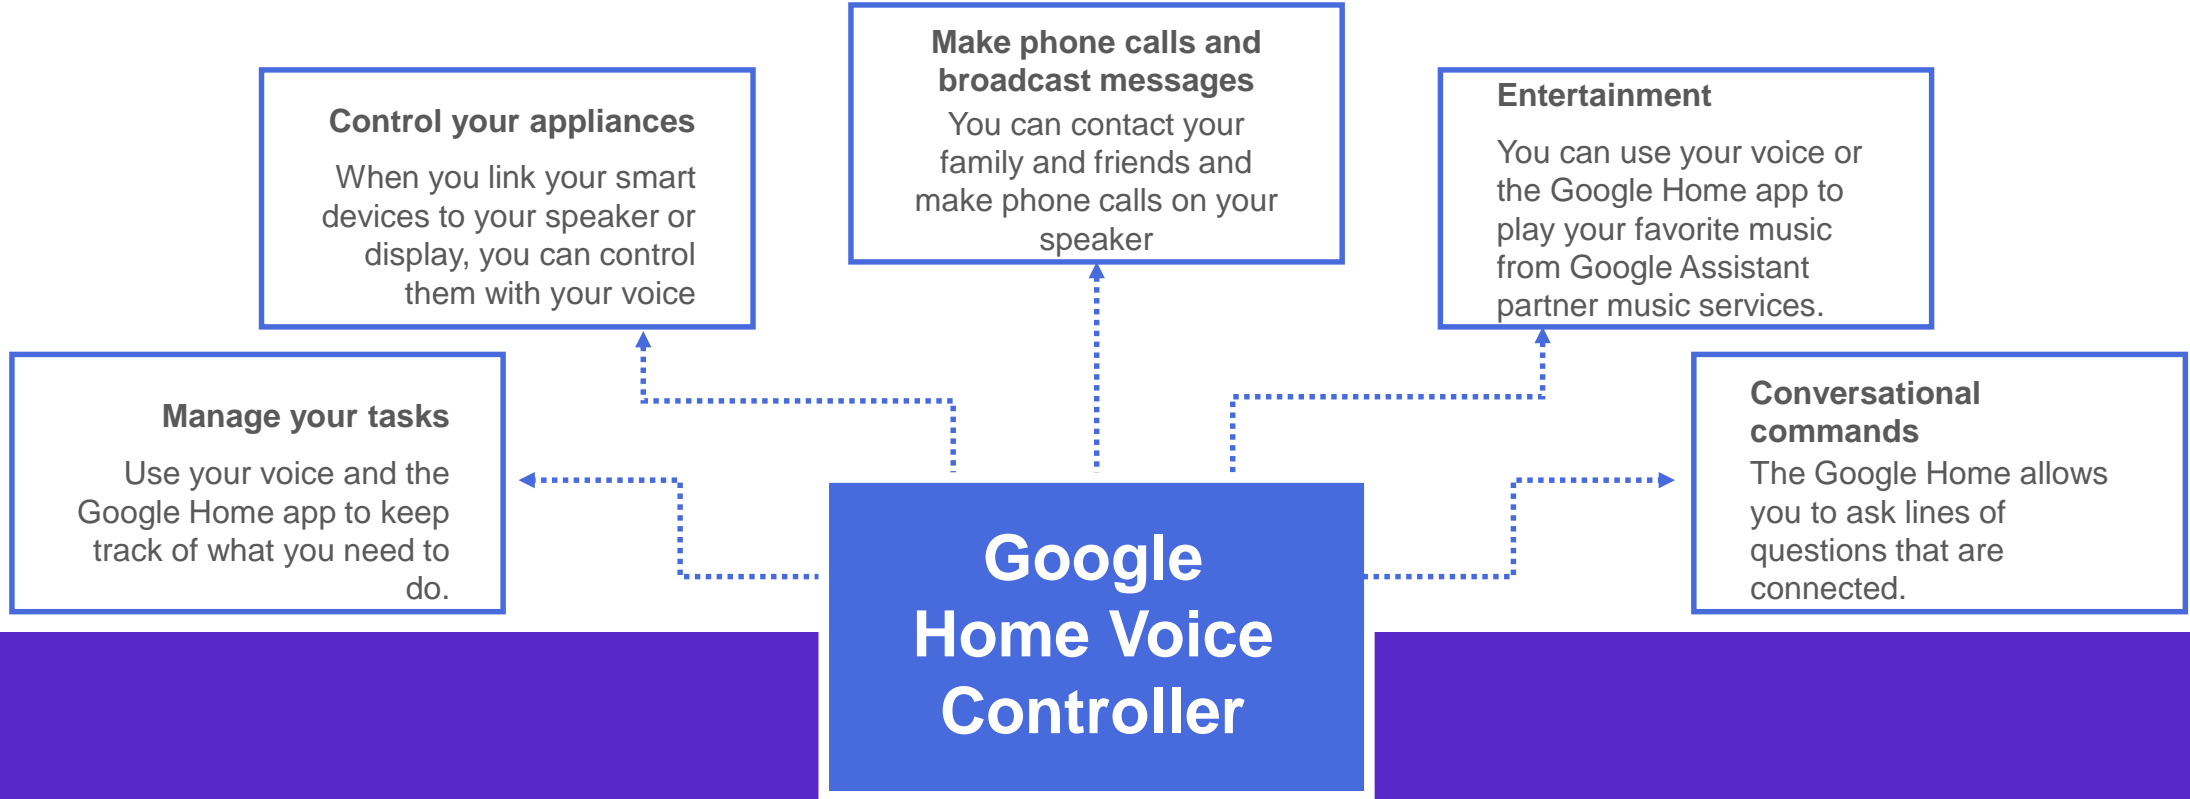 Make phone calls and
broadcast messages
You can contact your
family and friends and
make phone calls on your
speaker
Control your appliances
When you link your smart
devices to your speaker or
display, you can control
them with your voice
Entertainment
You can use your voice or
the Google Home app to
play your favorite music
from Google Assistant
partner music services.
Manage your tasks
Use your voice and the
Google Home app to keep
track of what you need to
do.
Conversational
commands
The Google Home allows
you to ask lines of
questions that are
connected.
Google
Home Voice
Controller